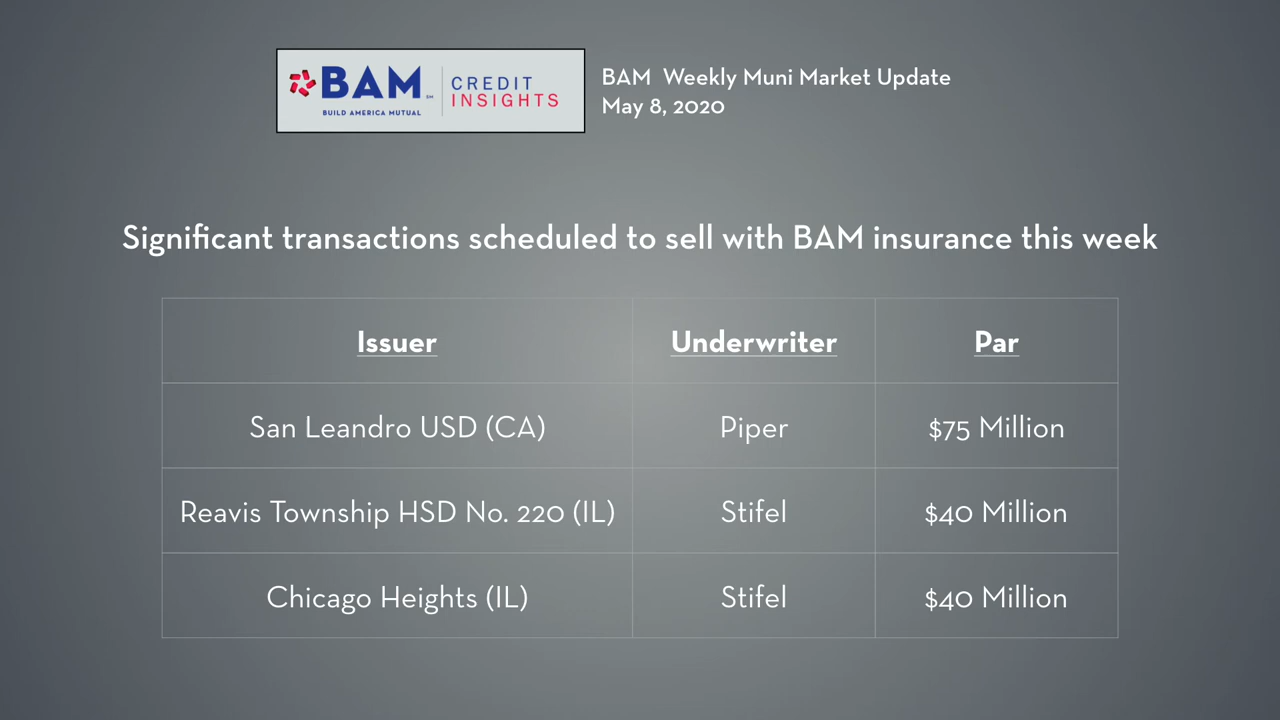 BAM SM
BUILD AMERICA MUTUAL
CREDIT
INSIGHTS
BAM Weekly Muni Market Update
May 8, 2020
Significant transactions scheduled to sell with BAM insurance this week
Issuer Underwriter Par
San Leandro USD (CA) Piper $75 Million
Reavis Township HSD No. 220 (IL) Stifel $40 Million
Chicago Heights (IL) Stifel $40 Million